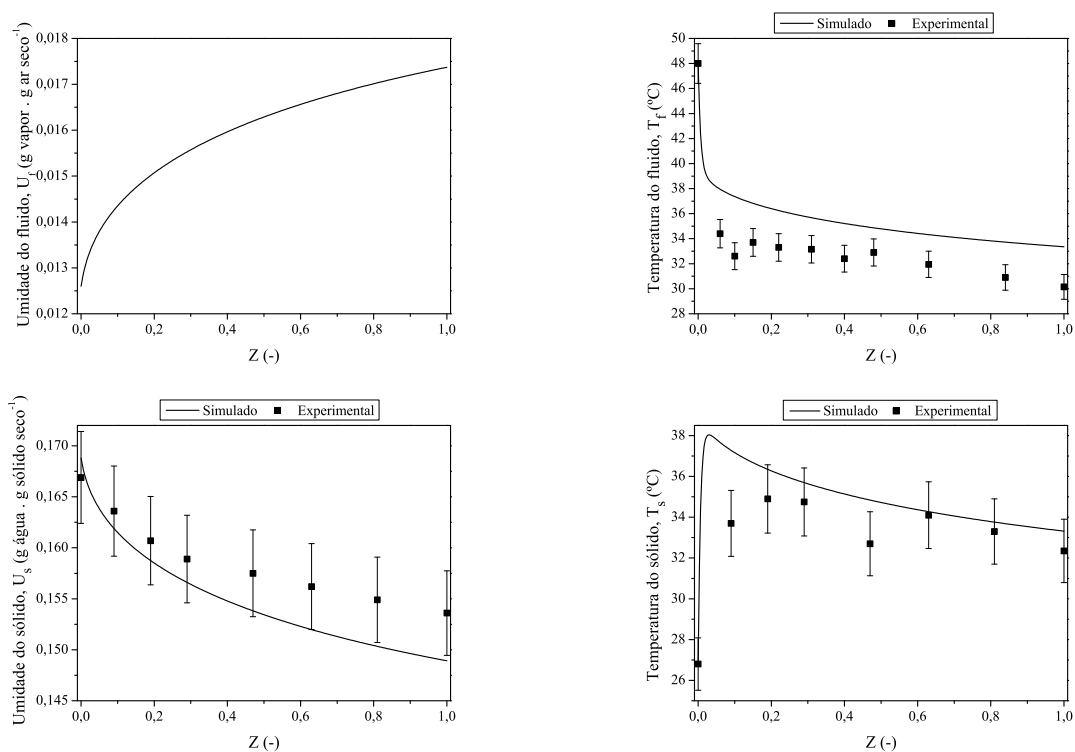 0,018
0,017
0,016
0,015
0,014
0,013
0,012
Umidade do fluido, U_f (g vapor . g ar seco⁻¹)
0,0 0,2 0,4 0,6 0,8 1,0
Z (-)
Simulado Experimental
50
48
46
44
42
40
38
36
34
32
30
28
Temperatura do fluido, T_f (ºC)
0,0 0,2 0,4 0,6 0,8 1,0
Z (-)
Simulado Experimental
0,170
0,165
0,160
0,155
0,150
0,145
Umidade do sólido, U_s (g água . g sólido seco⁻¹)
0,0 0,2 0,4 0,6 0,8 1,0
Z (-)
Simulado Experimental
38
36
34
32
30
28
26
Temperatura do sólido, T_s (ºC)
0,0 0,2 0,4 0,6 0,8 1,0
Z (-)